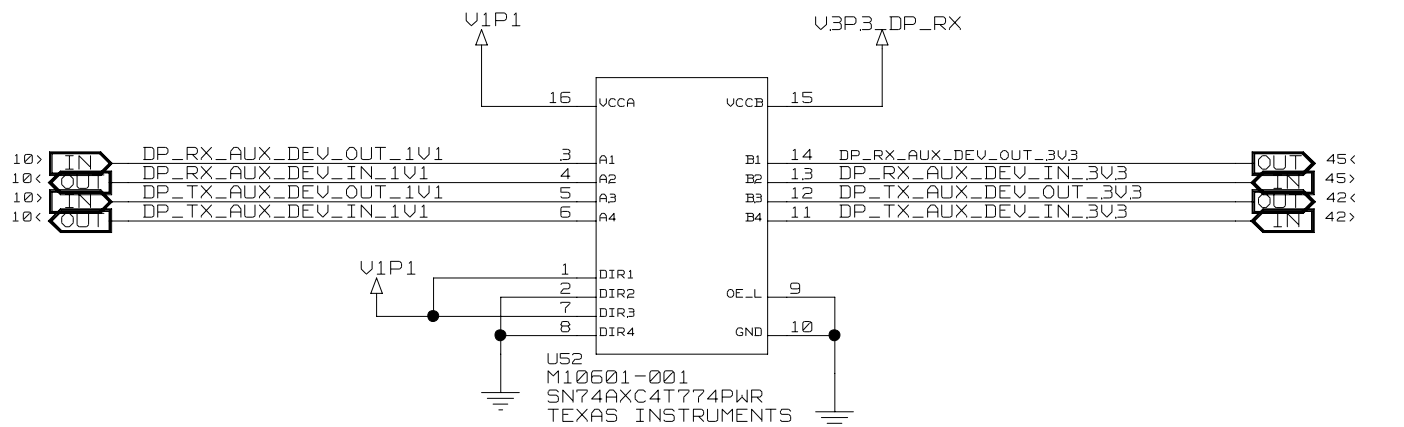 V1P1
V3P3_DP_RX
16 VCCA VCCB 15
10> IN DP_RX_AUX_DEV_OUT_1V1 3 A1 B1 14 DP_RX_AUX_DEV_OUT_3V3 OUT 45<
10< OUT DP_RX_AUX_DEV_IN_1V1 4 A2 B2 13 DP_RX_AUX_DEV_IN_3V3 IN 45>
10> IN DP_TX_AUX_DEV_OUT_1V1 5 A3 B3 12 DP_TX_AUX_DEV_OUT_3V3 OUT 42<
10< OUT DP_TX_AUX_DEV_IN_1V1 6 A4 B4 11 DP_TX_AUX_DEV_IN_3V3 IN 42>
V1P1
1 DIR1
2 DIR2 OE_L 9
7 DIR3
8 DIR4 GND 10
U52
M10601-001
SN74AXC4T774PWR
TEXAS INSTRUMENTS